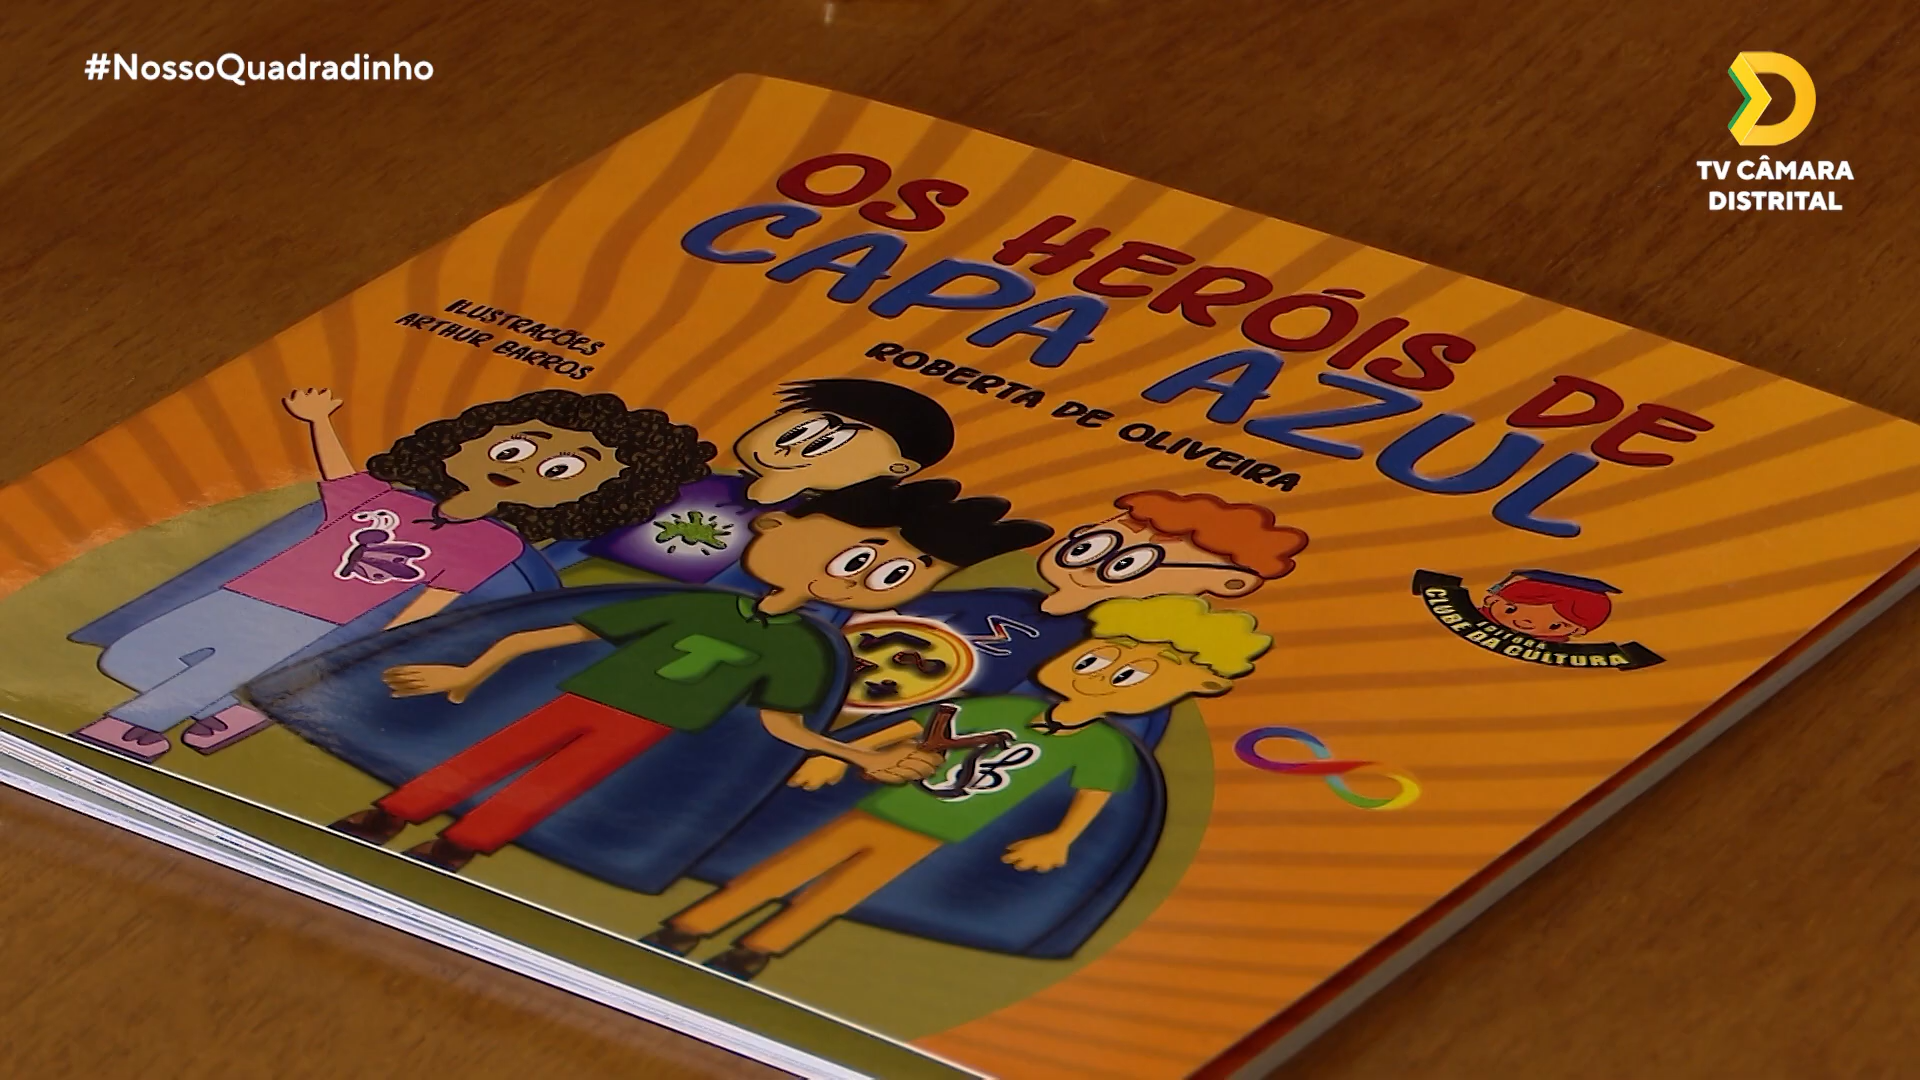 #NossoQuadradinho
TV CÂMARA
DISTRITAL
OS HERÓIS DE
CAPA AZUL
ILUSTRAÇÕES
ARTHUR BARROS
ROBERTA DE OLIVEIRA
EDITORA
CLUBE DA CULTURA
T